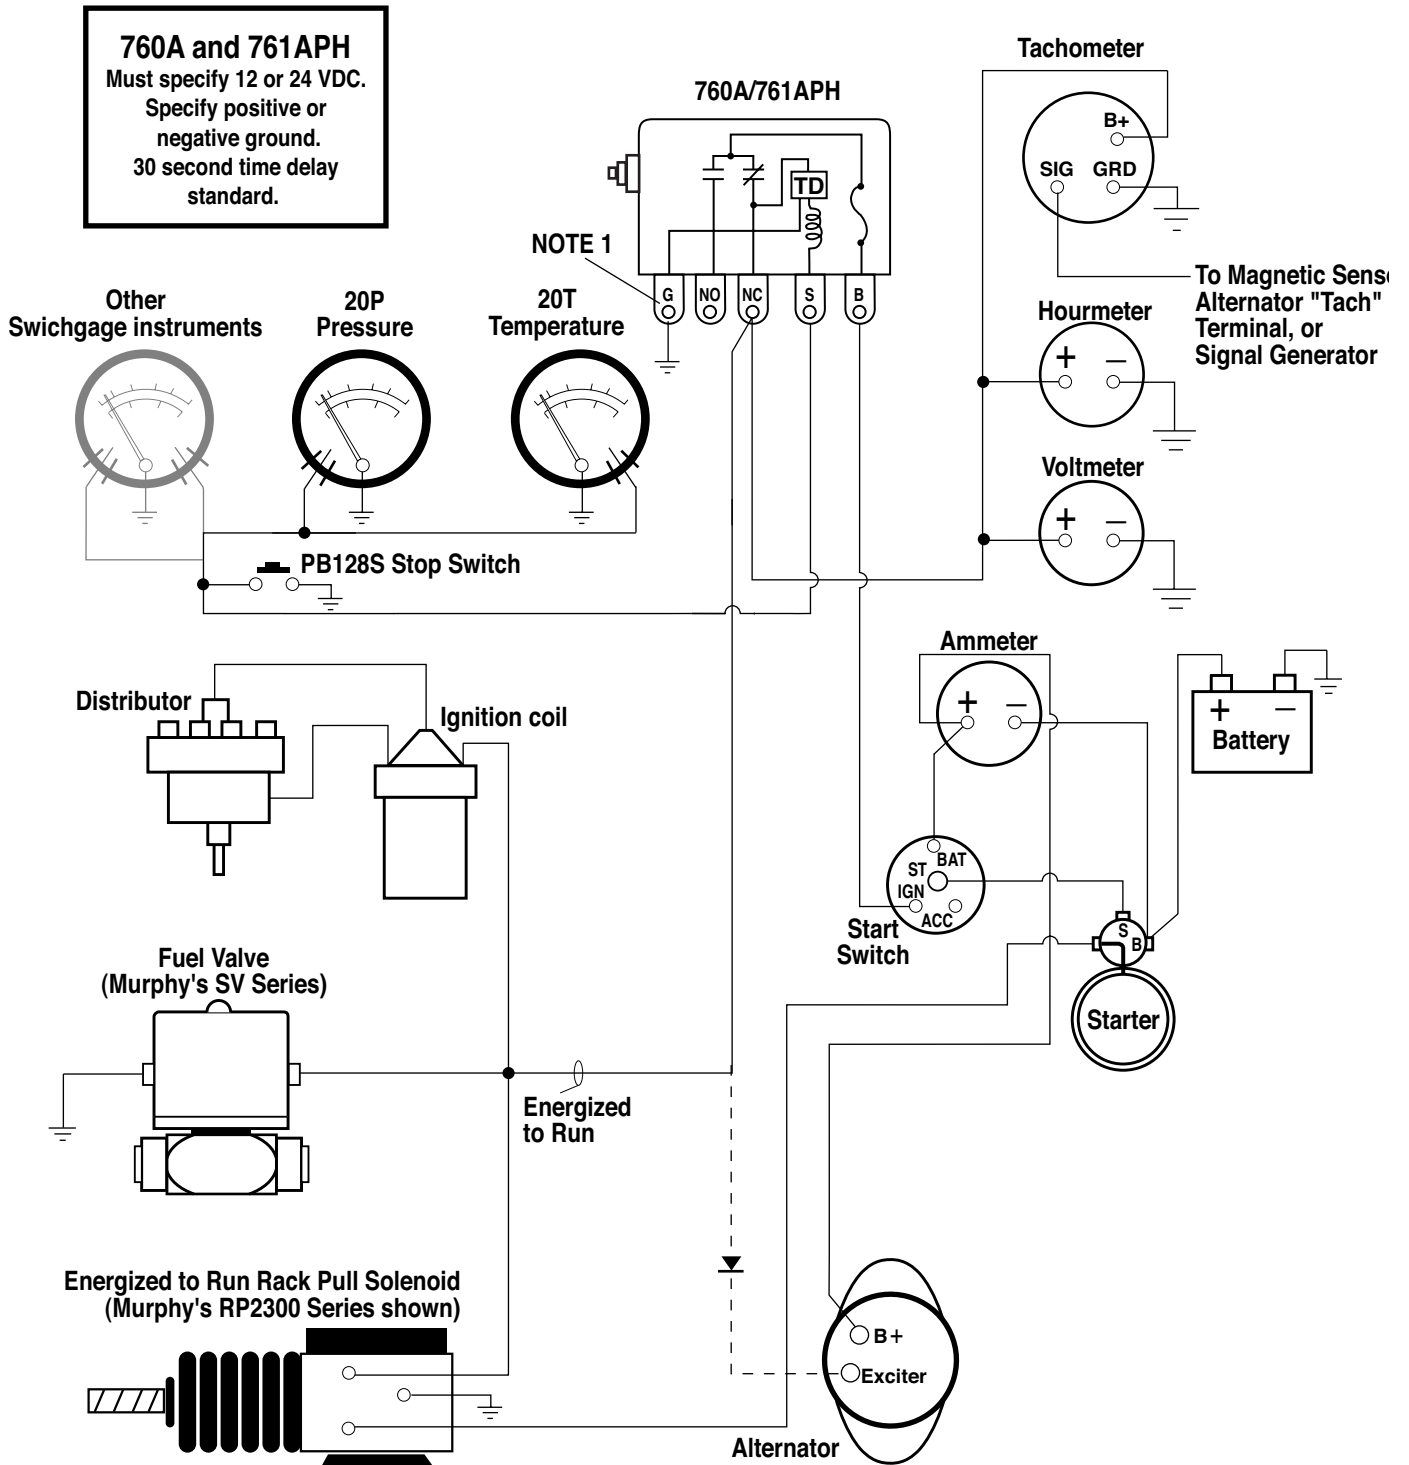 760A and 761APH
Must specify 12 or 24 VDC.
Specify positive or
negative ground.
30 second time delay
standard.
760A/761APH
TD
NOTE 1
G
NO
NC
S
B
Tachometer
B+
SIG
GRD
To Magnetic Sense
Alternator "Tach"
Terminal, or
Signal Generator
Other
Swichgage instruments
20P
Pressure
20T
Temperature
Hourmeter
+
–
Voltmeter
+
–
PB128S Stop Switch
Ammeter
+
–
+
–
Battery
Distributor
Ignition coil
BAT
ST
IGN
ACC
Start
Switch
S
B
Starter
Fuel Valve
(Murphy's SV Series)
Energized
to Run
Energized to Run Rack Pull Solenoid
(Murphy's RP2300 Series shown)
B+
Exciter
Alternator